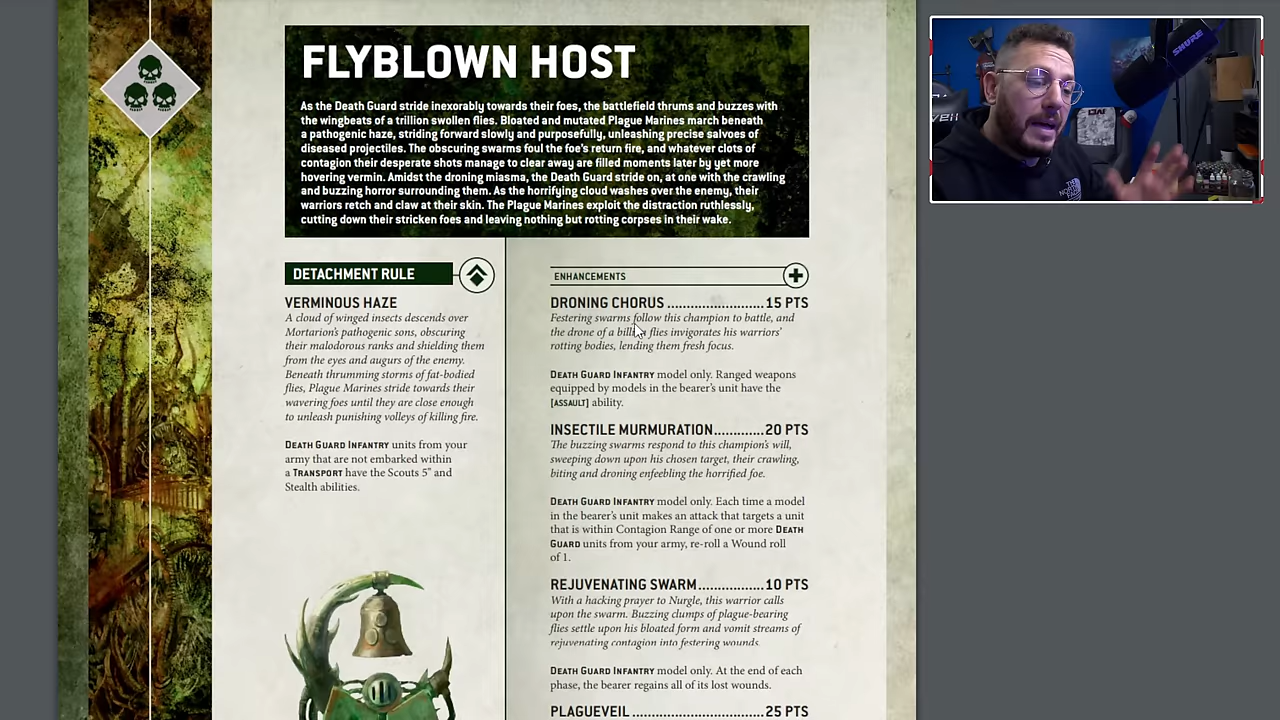 FLYBLOWN HOST
As the Death Guard stride inexorably towards their foes, the battlefield thrums and buzzes with
the wingbeats of a trillion swollen flies. Bloated and mutated Plague Marines march beneath
a pathogenic haze, striding forward slowly and purposefully, unleashing precise salvoes of
diseased projectiles. The obscuring swarms foul the foe's return fire, and whatever clots of
contagion their desperate shots manage to clear away are filled moments later by yet more
hovering vermin. Amidst the droning miasma, the Death Guard stride on, at one with the crawling
and buzzing horror surrounding them. As the horrifying cloud washes over the enemy, their
warriors retch and claw at their skin. The Plague Marines exploit the distraction ruthlessly,
cutting down their stricken foes and leaving nothing but rotting corpses in their wake.
DETACHMENT RULE
VERMINOUS HAZE
A cloud of winged insects descends over
Mortarion's pathogenic sons, obscuring
their malodorous ranks and shielding them
from the eyes and augurs of the enemy.
Beneath thrumming storms of fat-bodied
flies, Plague Marines stride towards their
wavering foes until they are close enough
to unleash punishing volleys of killing fire.
DEATH GUARD INFANTRY units from your
army that are not embarked within
a TRANSPORT have the Scouts 5" and
Stealth abilities.
ENHANCEMENTS
DRONING CHORUS........................15 PTS
Festering swarms follow this champion to battle, and
the drone of a billion flies invigorates his warriors'
rotting bodies, lending them fresh focus.
DEATH GUARD INFANTRY model only. Ranged weapons
equipped by models in the bearer's unit have the
[ASSAULT] ability.
INSECTILE MURMURATION............20 PTS
The buzzing swarms respond to this champion's will,
sweeping down upon his chosen target, their crawling,
biting and droning enfeebling the horrified foe.
DEATH GUARD INFANTRY model only. Each time a model
in the bearer's unit makes an attack that targets a unit
that is within Contagion Range of one or more DEATH
GUARD units from your army, re-roll a Wound roll
of 1.
REJUVENATING SWARM................10 PTS
With a hacking prayer to Nurgle, this warrior calls
upon the swarm. Buzzing clumps of plague-bearing
flies settle upon his bloated form and vomit streams of
rejuvenating contagion into festering wounds.
DEATH GUARD INFANTRY model only. At the end of each
phase, the bearer regains all of its lost wounds.
PLAGUEVEIL................................25 PTS
SHURE
THE
NORTH